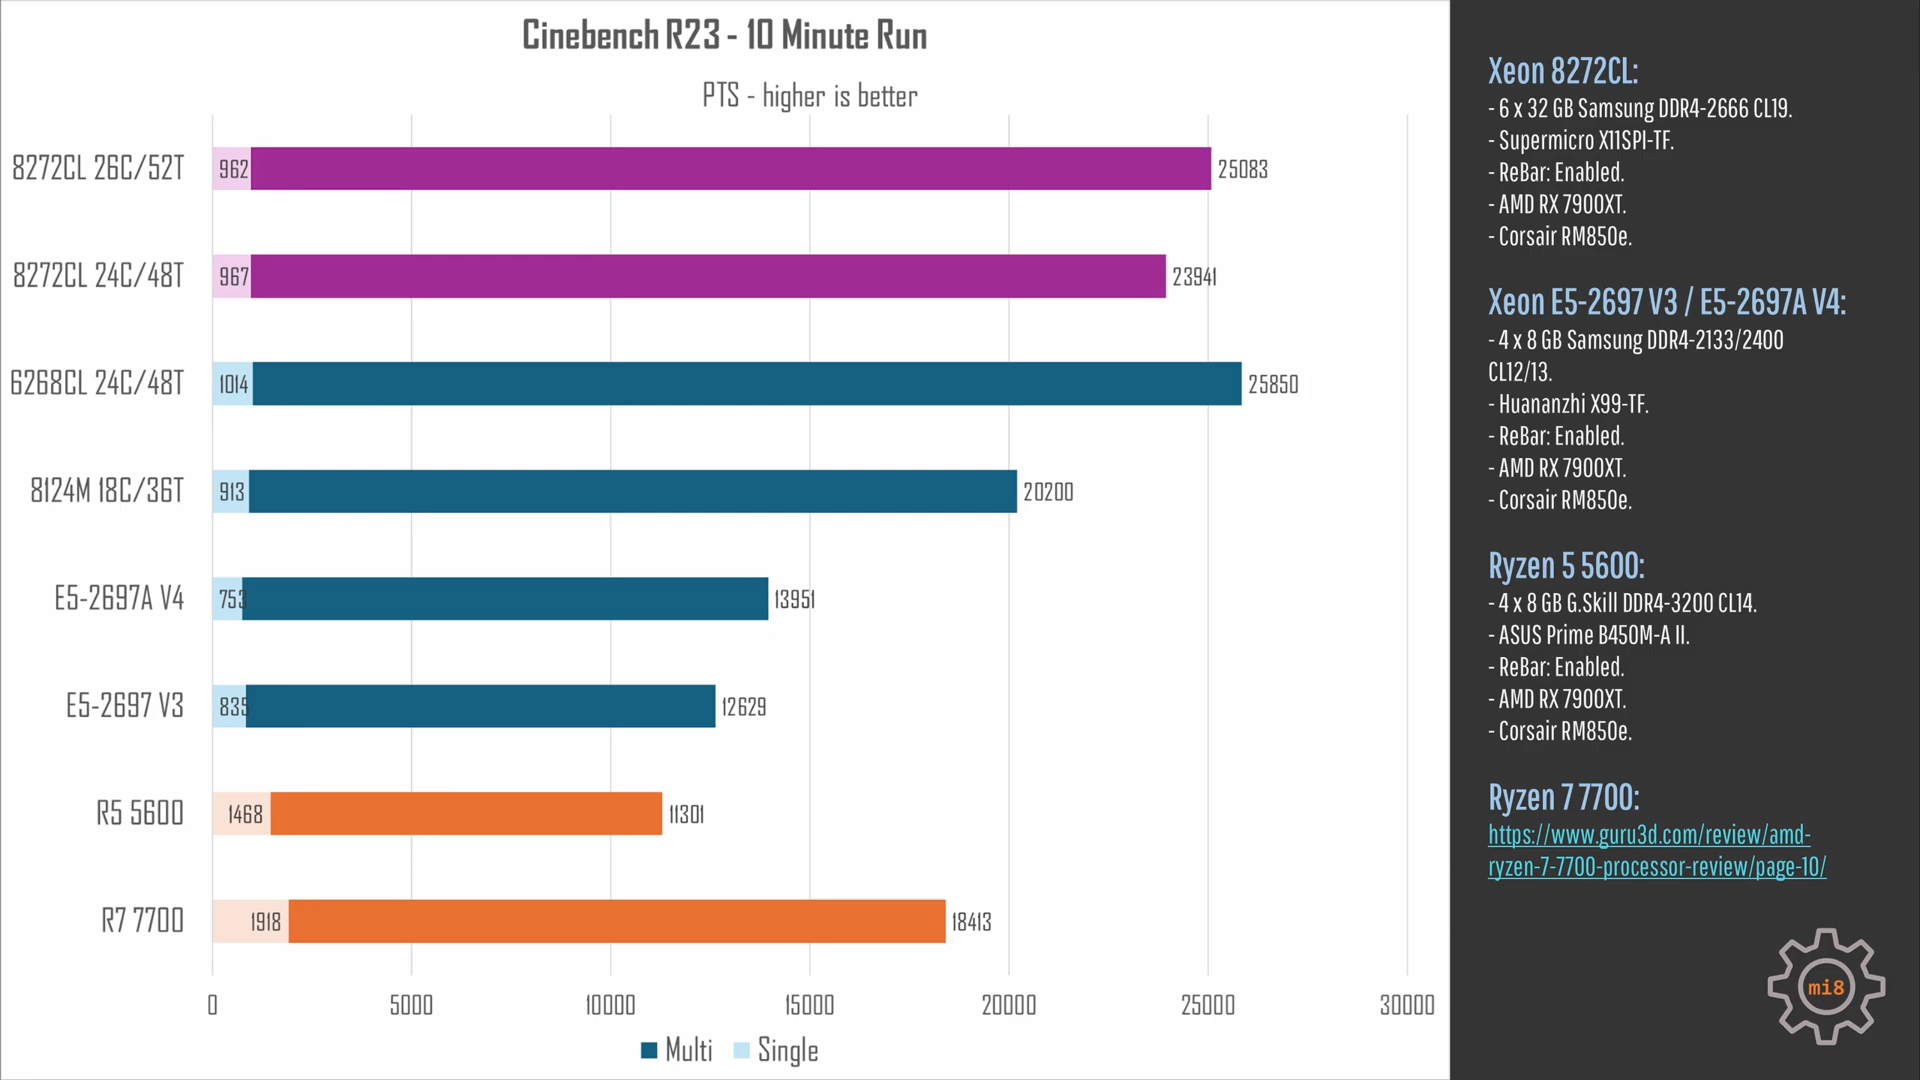 Cinebench R23 - 10 Minute Run
PTS - higher is better
8272CL 26C/52T
962
25083
8272CL 24C/48T
967
23941
6268CL 24C/48T
1014
25850
8124M 18C/36T
913
20200
E5-2697A V4
753
13951
E5-2697 V3
835
12629
R5 5600
1468
11301
R7 7700
1918
18413
0 5000 10000 15000 20000 25000 30000
Multi Single
Xeon 8272CL:
- 6 x 32 GB Samsung DDR4-2666 CL19.
- Supermicro X11SPI-TF.
- ReBar: Enabled.
- AMD RX 7900XT.
- Corsair RM850e.
Xeon E5-2697 V3 / E5-2697A V4:
- 4 x 8 GB Samsung DDR4-2133/2400
CL12/13.
- Huananzhi X99-TF.
- ReBar: Enabled.
- AMD RX 7900XT.
- Corsair RM850e.
Ryzen 5 5600:
- 4 x 8 GB G.Skill DDR4-3200 CL14.
- ASUS Prime B450M-A II.
- ReBar: Enabled.
- AMD RX 7900XT.
- Corsair RM850e.
Ryzen 7 7700:
https://www.guru3d.com/review/amd-
ryzen-7-7700-processor-review/page-10/
mi8